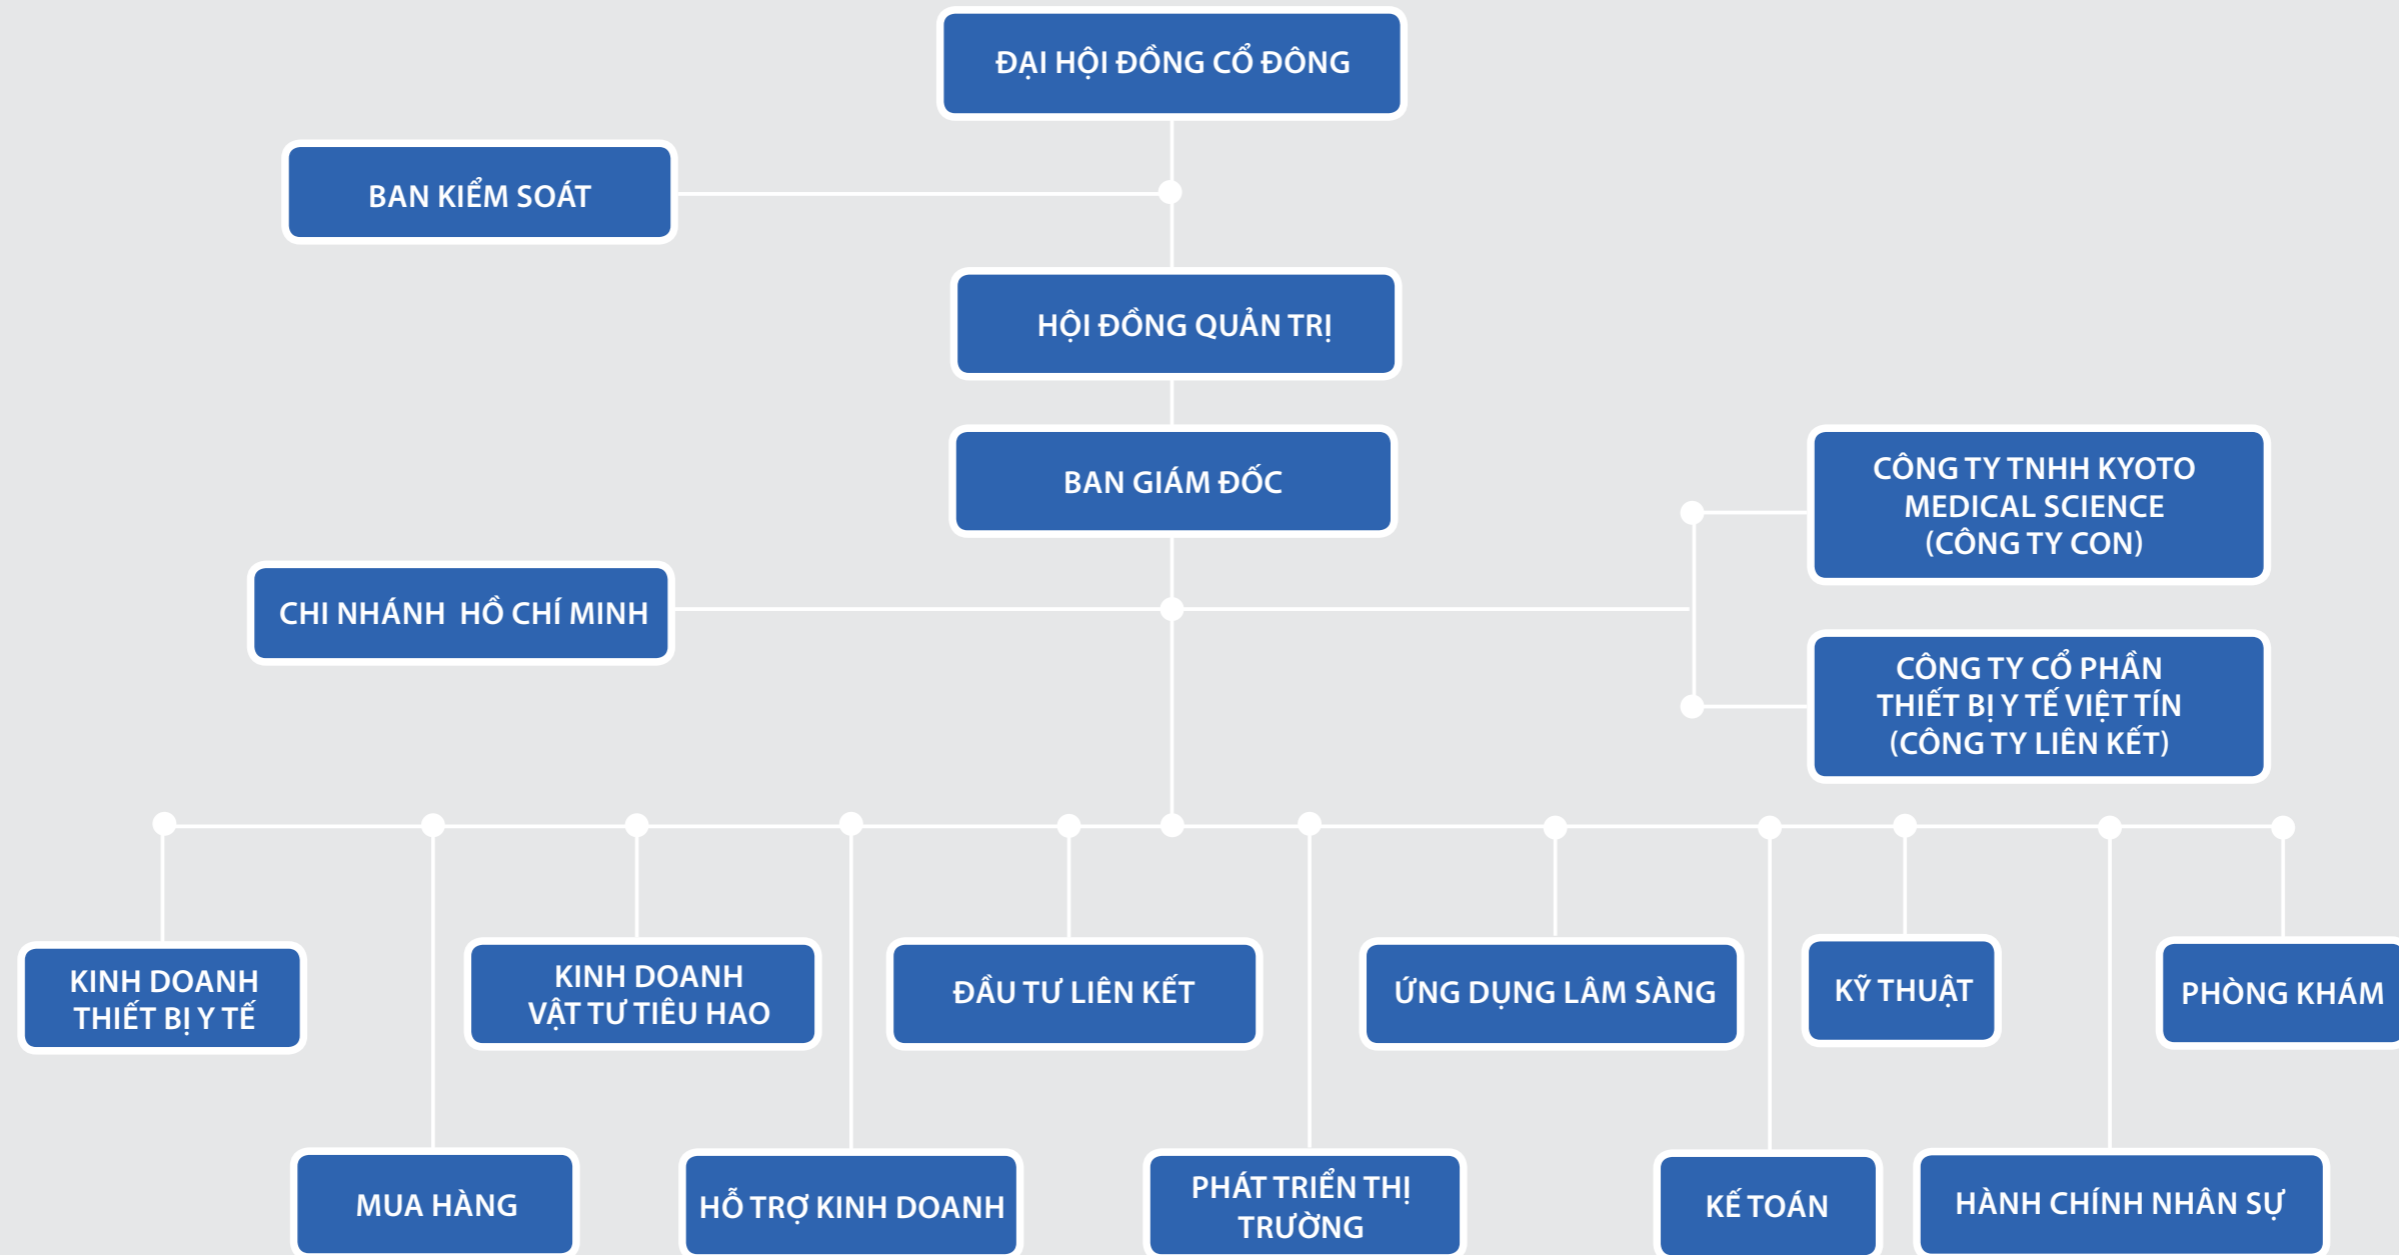 ĐẠI HỘI ĐỒNG CỔ ĐÔNG
BAN KIỂM SOÁT
HỘI ĐỒNG QUẢN TRỊ
BAN GIÁM ĐỐC
CÔNG TY TNHH KYOTO
MEDICAL SCIENCE
(CÔNG TY CON)
CHI NHÁNH HỒ CHÍ MINH
CÔNG TY CỔ PHẦN
THIẾT BỊ Y TẾ VIỆT TÍN
(CÔNG TY LIÊN KẾT)
KINH DOANH
THIẾT BỊ Y TẾ
KINH DOANH
VẬT TƯ TIÊU HAO
ĐẦU TƯ LIÊN KẾT
ỨNG DỤNG LÂM SÀNG
KỸ THUẬT
PHÒNG KHÁM
MUA HÀNG
HỖ TRỢ KINH DOANH
PHÁT TRIỂN THỊ
TRƯỜNG
KẾ TOÁN
HÀNH CHÍNH NHÂN SỰ